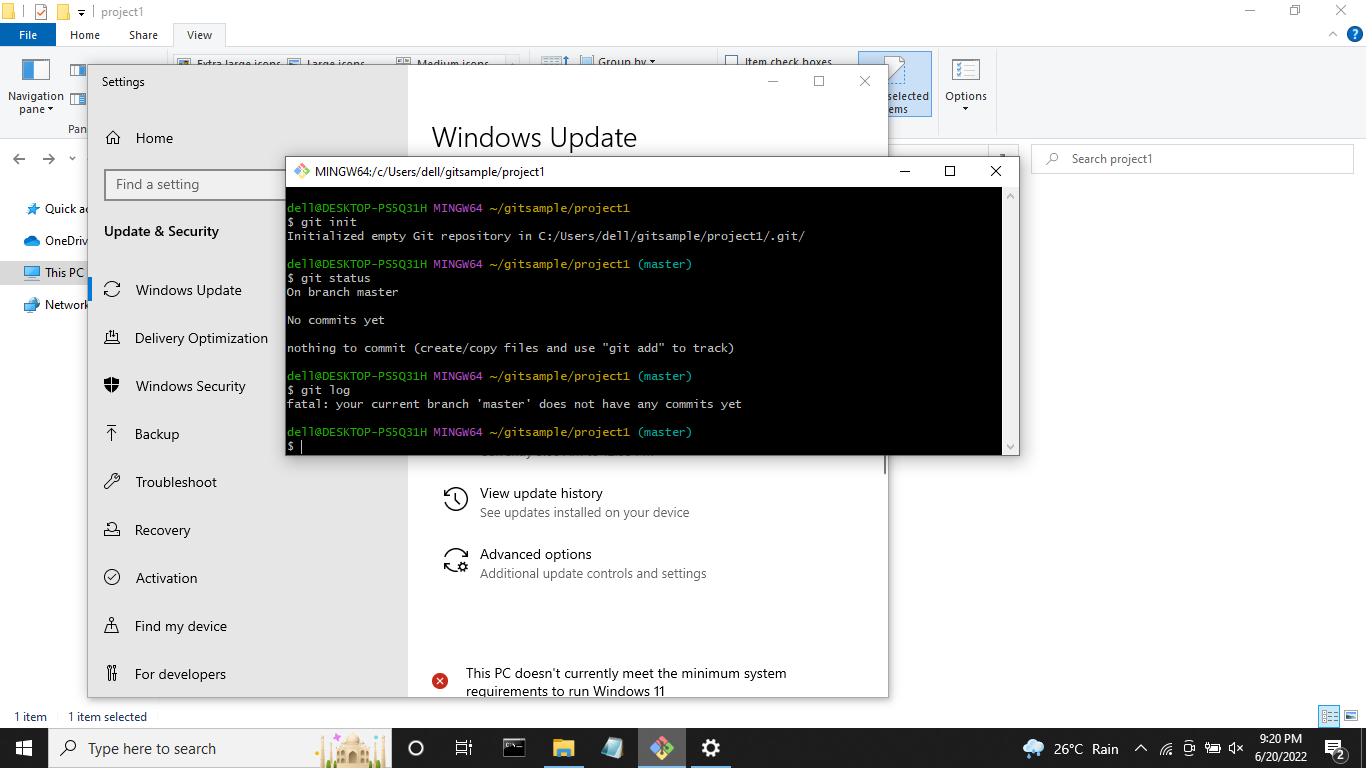 project1
File
Home
Share
View
Extra large icons
Large icons
Medium icons
Group by
Item check boxes
Navigation
pane
selected
Options
Pan
Search project1
Quick ac
OneDriv
This PC
Network
Settings
Home
Find a setting
Update & Security
Windows Update
Delivery Optimization
Windows Security
Backup
Troubleshoot
Recovery
Activation
Find my device
For developers
Windows Update
MINGW64:/c/Users/dell/gitsample/project1
dell@DESKTOP-PS5Q31H MINGW64 ~/gitsample/project1
$ git init
Initialized empty Git repository in C:/Users/dell/gitsample/project1/.git/
dell@DESKTOP-PS5Q31H MINGW64 ~/gitsample/project1 (master)
$ git status
On branch master
No commits yet
nothing to commit (create/copy files and use "git add" to track)
dell@DESKTOP-PS5Q31H MINGW64 ~/gitsample/project1 (master)
$ git log
fatal: your current branch 'master' does not have any commits yet
dell@DESKTOP-PS5Q31H MINGW64 ~/gitsample/project1 (master)
$
View update history
See updates installed on your device
Advanced options
Additional update controls and settings
This PC doesn't currently meet the minimum system
requirements to run Windows 11
1 item
1 item selected
Type here to search
26°C Rain
9:20 PM
6/20/2022
2